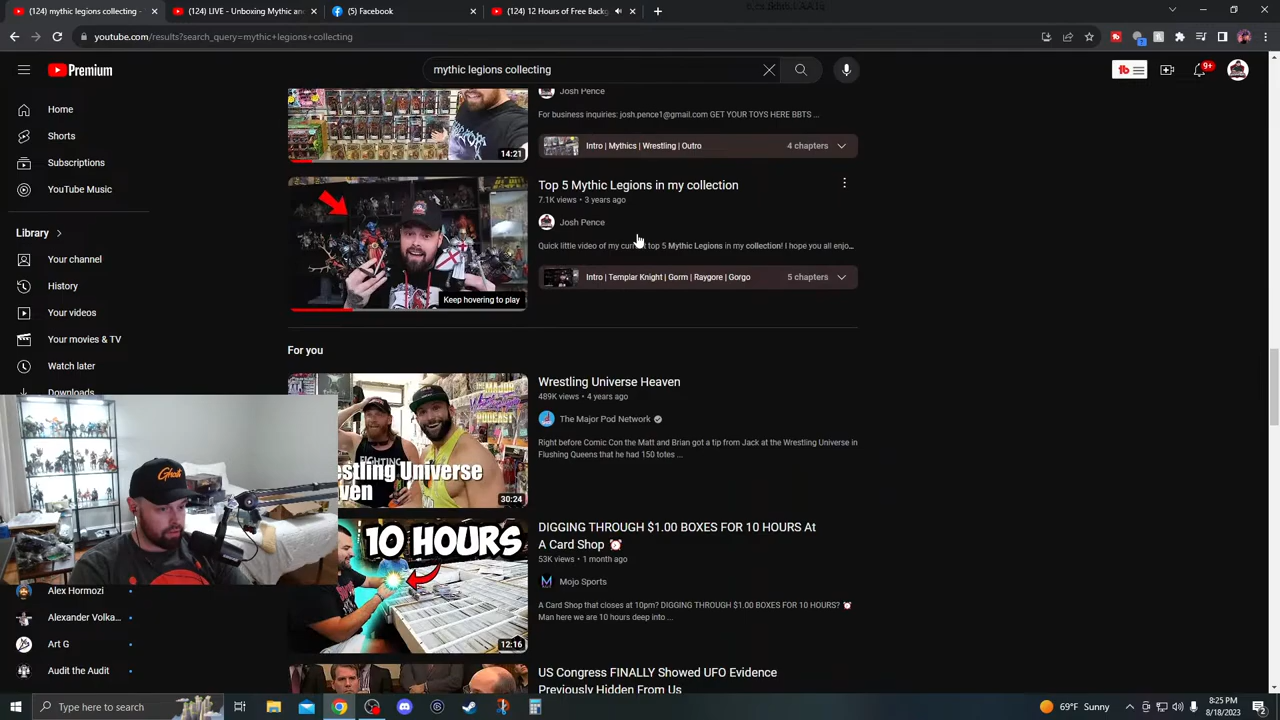 (124) mythic legions collecting -
(124) LIVE - Unboxing Mythic and
(5) Facebook
(124) 12 Hours of Free Backg
youtube.com/results?search_query=mythic+legions+collecting
Premium
mythic legions collecting
9+
Home
Shorts
Subscriptions
YouTube Music
Library
Your channel
History
Your videos
Your movies & TV
Watch later
Downloads
Alex Hormozi
Alexander Volka...
Art G
Audit the Audit
14:21
Josh Pence
For business inquiries: josh.pence1@gmail.com GET YOUR TOYS HERE BBTS ...
Intro | Mythics | Wrestling | Outro
4 chapters
Keep hovering to play
Top 5 Mythic Legions in my collection
7.1K views • 3 years ago
Josh Pence
Quick little video of my current top 5 Mythic Legions in my collection! I hope you all enjo...
Intro | Templar Knight | Gorm | Raygore | Gorgo
5 chapters
For you
THE MAJOR
PODCAST
FIGHTING
estling Universe
ven
30:24
Wrestling Universe Heaven
489K views • 4 years ago
The Major Pod Network
Right before Comic Con the Matt and Brian got a tip from Jack at the Wrestling Universe in
Flushing Queens that he had 150 totes ...
10 HOURS
12:16
DIGGING THROUGH $1.00 BOXES FOR 10 HOURS At
A Card Shop ⏰
53K views • 1 month ago
Mojo Sports
A Card Shop that closes at 10pm? DIGGING THROUGH $1.00 BOXES FOR 10 HOURS? ⏰
Man here we are 10 hours deep into ...
US Congress FINALLY Showed UFO Evidence
Previously Hidden From Us
Ghost
Type here to search
69°F Sunny
8:25 PM
8/18/2023